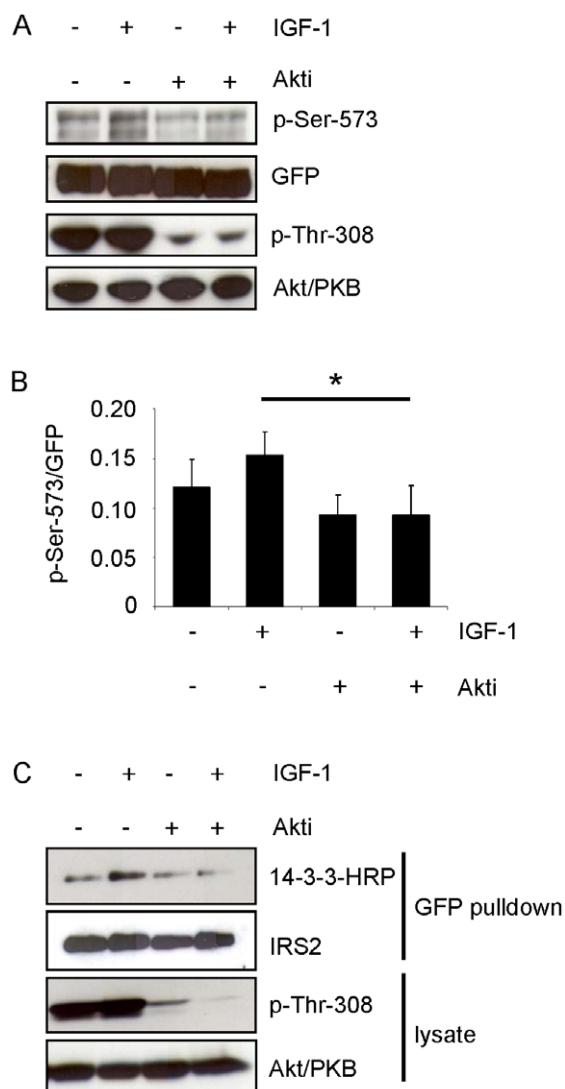 A
- + - + IGF-1
- - + + Akti
p-Ser-573
GFP
p-Thr-308
Akt/PKB
B
*
0.20
0.15
0.10
0.05
0
p-Ser-573/GFP
- + - + IGF-1
- - + + Akti
C
- + - + IGF-1
- - + + Akti
14-3-3-HRP
IRS2
GFP pulldown
p-Thr-308
Akt/PKB
lysate